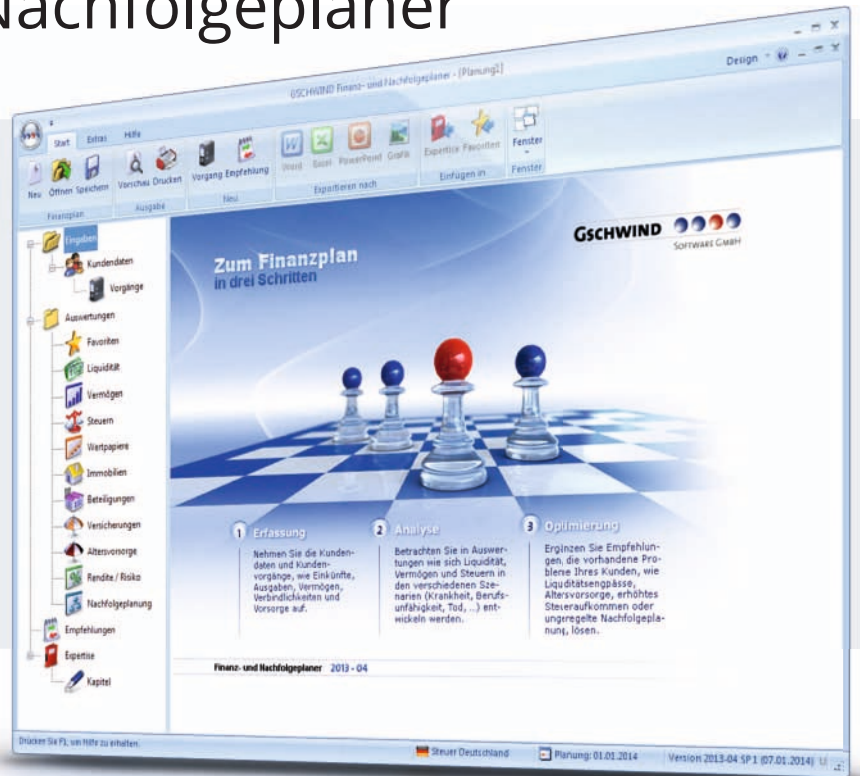 Nachfolgeplaner
GSCHWIND Finanz- und Nachfolgeplaner - [Planung1]
Design
Start Extras Hilfe
Neu Öffnen Speichern
Vorschau Drucken
Vorgang Empfehlung
Word Excel PowerPoint Grafik
Expertise Favoriten
Fenster
Finanzplan
Ausgabe
Neu
Exportieren nach
Einfügen in
Fenster
Eingaben
Kundendaten
Vorgänge
Auswertungen
Favoriten
Liquidität
Vermögen
Steuern
Wertpapiere
Immobilien
Beteiligungen
Versicherungen
Altersvorsorge
Rendite / Risiko
Nachfolgeplanung
Empfehlungen
Expertise
Kapitel
GSCHWIND
SOFTWARE GMBH
Zum Finanzplan
in drei Schritten
1 Erfassung
Nehmen Sie die Kunden-
daten und Kunden-
vorgänge, wie Einkünfte,
Ausgaben, Vermögen,
Verbindlichkeiten und
Vorsorge auf.
2 Analyse
Betrachten Sie in Auswer-
tungen wie sich Liquidität,
Vermögen und Steuern in
den verschiedenen Sze-
narien (Krankheit, Berufs-
unfähigkeit, Tod, ...) ent-
wickeln werden.
3 Optimierung
Ergänzen Sie Empfehlun-
gen, die vorhandene Pro-
bleme Ihres Kunden, wie
Liquiditätsengpässe,
Altersvorsorge, erhöhtes
Steueraufkommen oder
ungeregelte Nachfolgepla-
nung, lösen.
Finanz- und Nachfolgeplaner 2013 - 04
Drücken Sie F1, um Hilfe zu erhalten.
Steuer Deutschland
Planung: 01.01.2014
Version 2013-04 SP1 (07.01.2014) U